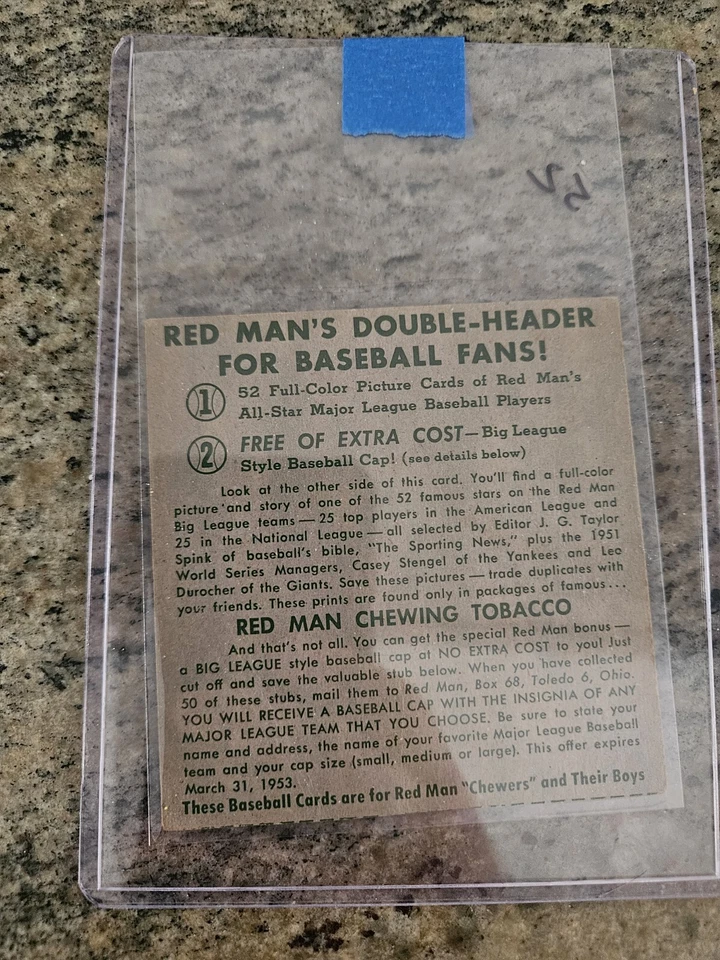 52
RED MAN'S DOUBLE-HEADER
FOR BASEBALL FANS!
1 52 Full-Color Picture Cards of Red Man's
All-Star Major League Baseball Players
2 FREE OF EXTRA COST—Big League
Style Baseball Cap! (see details below)
Look at the other side of this card. You'll find a full-color
picture and story of one of the 52 famous stars on the Red Man
Big League teams — 25 top players in the American League and
25 in the National League — all selected by Editor J. G. Taylor
Spink of baseball's bible, "The Sporting News," plus the 1951
World Series Managers, Casey Stengel of the Yankees and Leo
Durocher of the Giants. Save these pictures — trade duplicates with
your friends. These prints are found only in packages of famous...
RED MAN CHEWING TOBACCO
And that's not all. You can get the special Red Man bonus —
a BIG LEAGUE style baseball cap at NO EXTRA COST to you! Just
cut off and save the valuable stub below. When you have collected
50 of these stubs, mail them to Red Man, Box 68, Toledo 6, Ohio.
YOU WILL RECEIVE A BASEBALL CAP WITH THE INSIGNIA OF ANY
MAJOR LEAGUE TEAM THAT YOU CHOOSE. Be sure to state your
name and address, the name of your favorite Major League Baseball
team and your cap size (small, medium or large). This offer expires
March 31, 1953.
These Baseball Cards are for Red Man "Chewers" and Their Boys